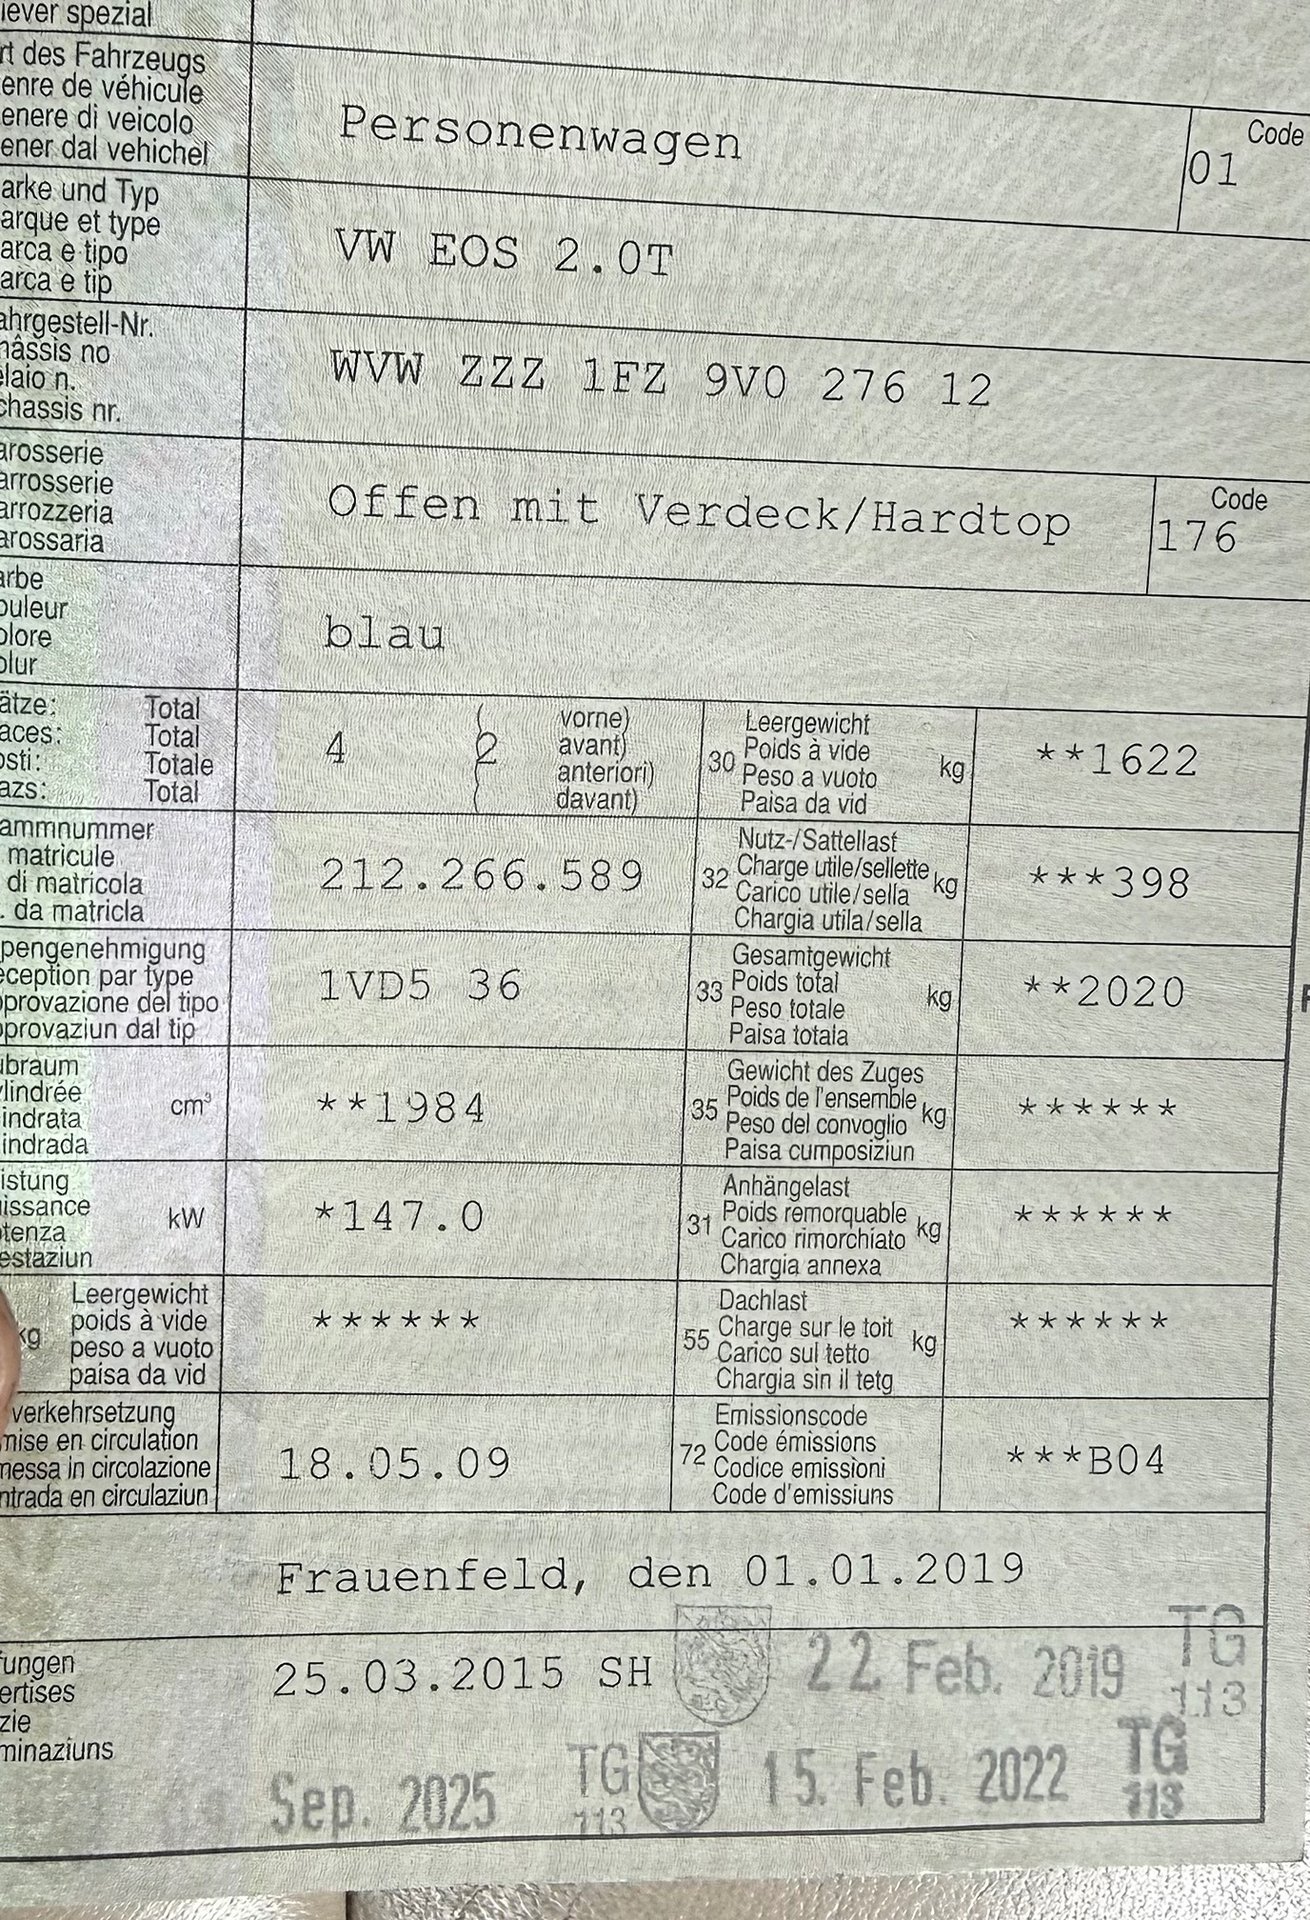 iever spezial
rt des Fahrzeugs
enre de véhicule
enere di veicolo
ener dal vehichel
Personenwagen
Code
01
arke und Typ
arque et type
arca e tipo
arca e tip
VW EOS 2.0T
ahrgestell-Nr.
hâssis no
elaio n.
chassis nr.
WVW ZZZ 1FZ 9V0 276 12
arosserie
arrosserie
arrozzeria
arossaria
Offen mit Verdeck/Hardtop
Code
176
arbe
ouleur
olore
olur
blau
ätze: Total
aces: Total
osti: Totale
azs: Total
4
2
vorne)
avant)
anteriori)
davant)
30
Leergewicht
Poids à vide
Peso a vuoto
Paisa da vid
kg
**1622
ammnummer
matricule
di matricola
. da matricla
212.266.589
32
Nutz-/Sattellast
Charge utile/sellette
Carico utile/sella
Chargia utila/sella
kg
***398
pengenehmigung
éception par type
provazione del tipo
provaziun dal tip
1VD5 36
33
Gesamtgewicht
Poids total
Peso totale
Paisa totala
kg
**2020
ubraum
ylindrée
indrata
indrada
cm³
**1984
35
Gewicht des Zuges
Poids de l'ensemble
Peso del convoglio
Paisa cumposiziun
kg
******
istung
uissance
tenza
estaziun
kW
*147.0
31
Anhängelast
Poids remorquable
Carico rimorchiato
Chargia annexa
kg
******
kg
Leergewicht
poids à vide
peso a vuoto
paisa da vid
******
55
Dachlast
Charge sur le toit
Carico sul tetto
Chargia sin il tetg
kg
******
verkehrsetzung
mise en circulation
messa in circolazione
ntrada en circulaziun
18.05.09
72
Emissionscode
Code émissions
Codice emissioni
Code d'emissiuns
***B04
Frauenfeld, den 01.01.2019
fungen
ertises
zie
minaziuns
25.03.2015 SH
22 Feb. 2019
TG
113
Sep. 2025
TG
113
15. Feb. 2022
TG
113